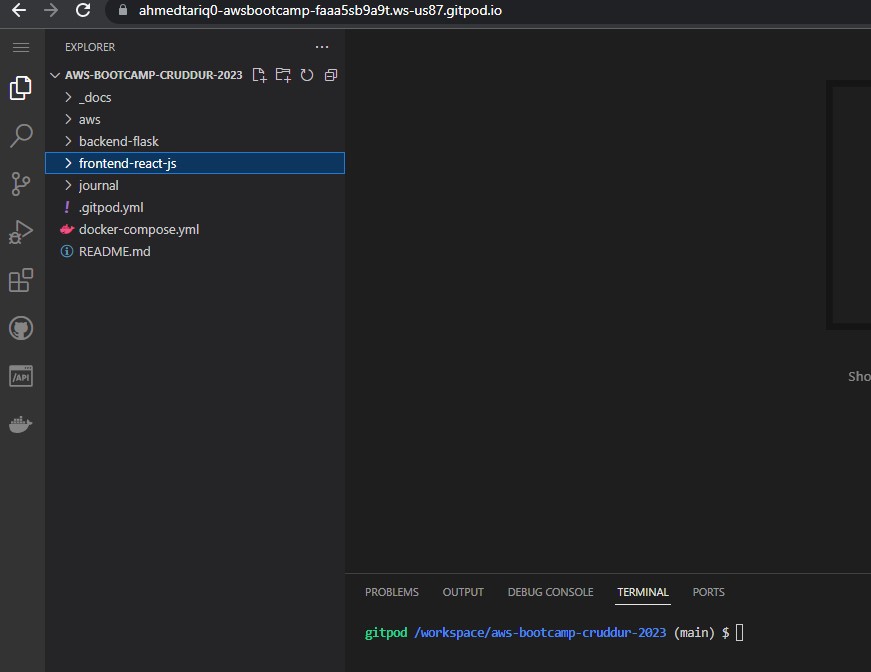 ahmedtariq0-awsbootcamp-faaa5sb9a9t.ws-us87.gitpod.io
EXPLORER
AWS-BOOTCAMP-CRUDDUR-2023
_docs
aws
backend-flask
frontend-react-js
journal
.gitpod.yml
docker-compose.yml
README.md
/API
Sho
PROBLEMS OUTPUT DEBUG CONSOLE TERMINAL PORTS
gitpod /workspace/aws-bootcamp-cruddur-2023 (main) $